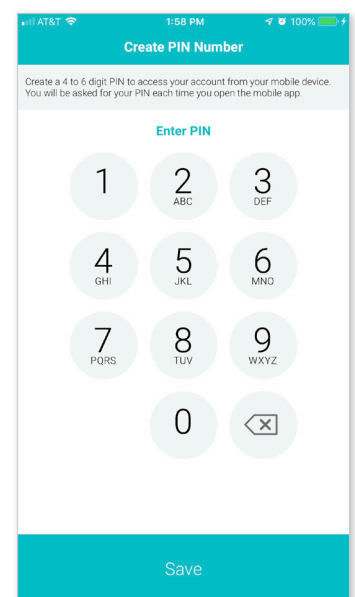 AT&T 1:58 PM 100%
Create PIN Number
Create a 4 to 6 digit PIN to access your account from your mobile device.
You will be asked for your PIN each time you open the mobile app.
Enter PIN
1 2 3
ABC DEF
4 5 6
GHI JKL MNO
7 8 9
PQRS TUV WXYZ
0
Save